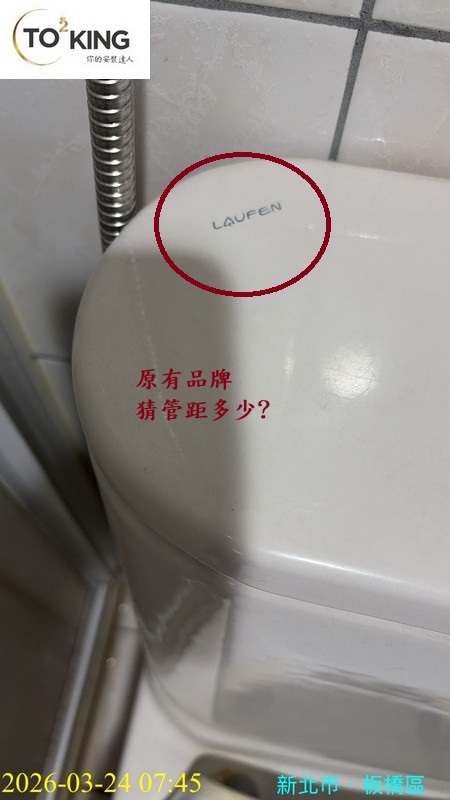 TO²KING
你的安裝達人
LAUFEN
原有品牌
猜管距多少?
2026-03-24 07:45
新北市・板橋區